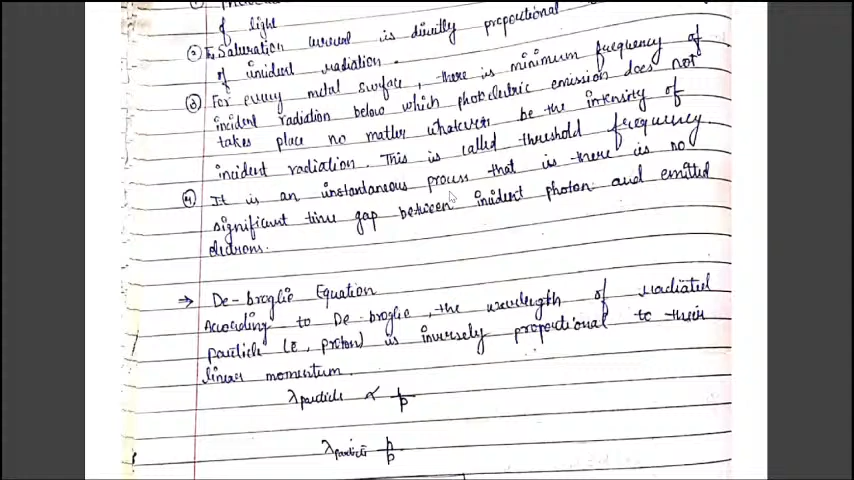 of light
② The Saturation current is directly proportional
of incident radiation.
③ For every metal surface, there is minimum frequency of
incident radiation below which photoelectric emission does not
takes place no matter whatever be the intensity of
incident radiation. This is called threshold frequency.
④ It is an instantaneous process that is there is no
significant time gap between incident photon and emitted
electrons.
→ De-broglie Equation
According to De broglie, the wavelength of radiated
particle (e, proton) is inversely proportional to their
linear momentum.
λparticle ∝ 1/p
λparticle h/p